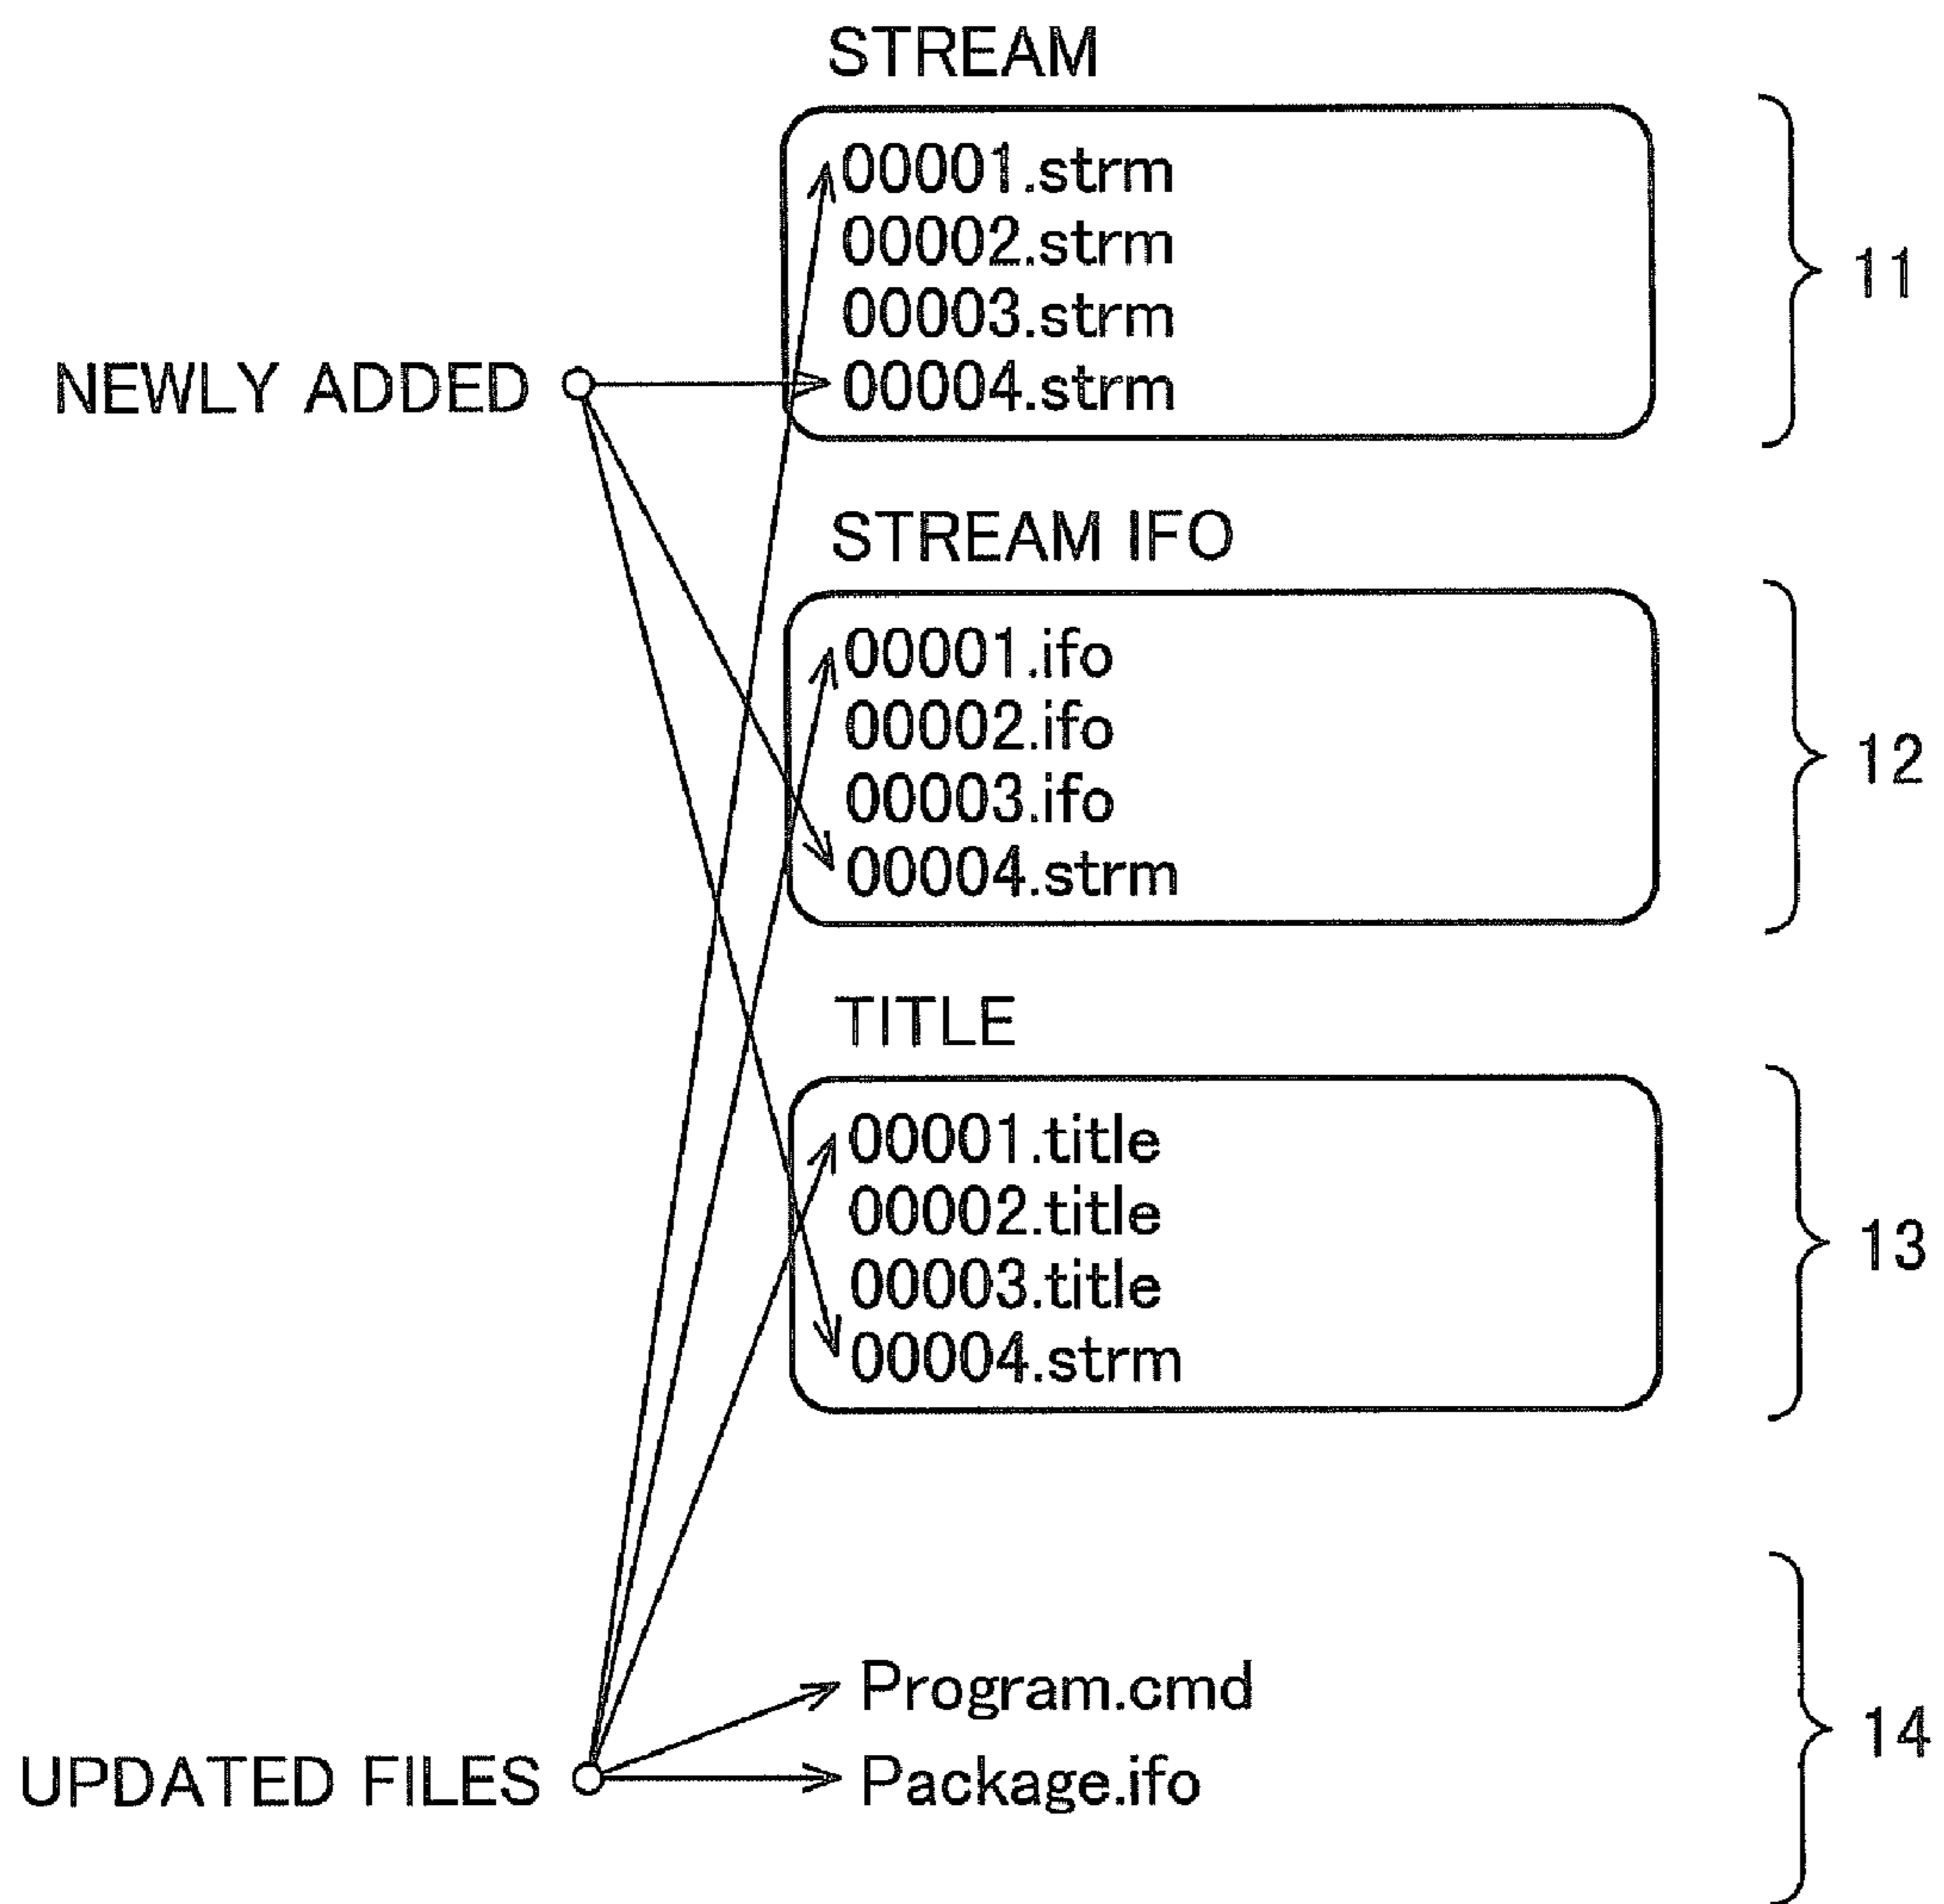 STREAM
00001.strm
00002.strm
00003.strm
00004.strm
11
NEWLY ADDED
STREAM IFO
00001.ifo
00002.ifo
00003.ifo
00004.strm
12
TITLE
00001.title
00002.title
00003.title
00004.strm
13
Program.cmd
Package.ifo
14
UPDATED FILES